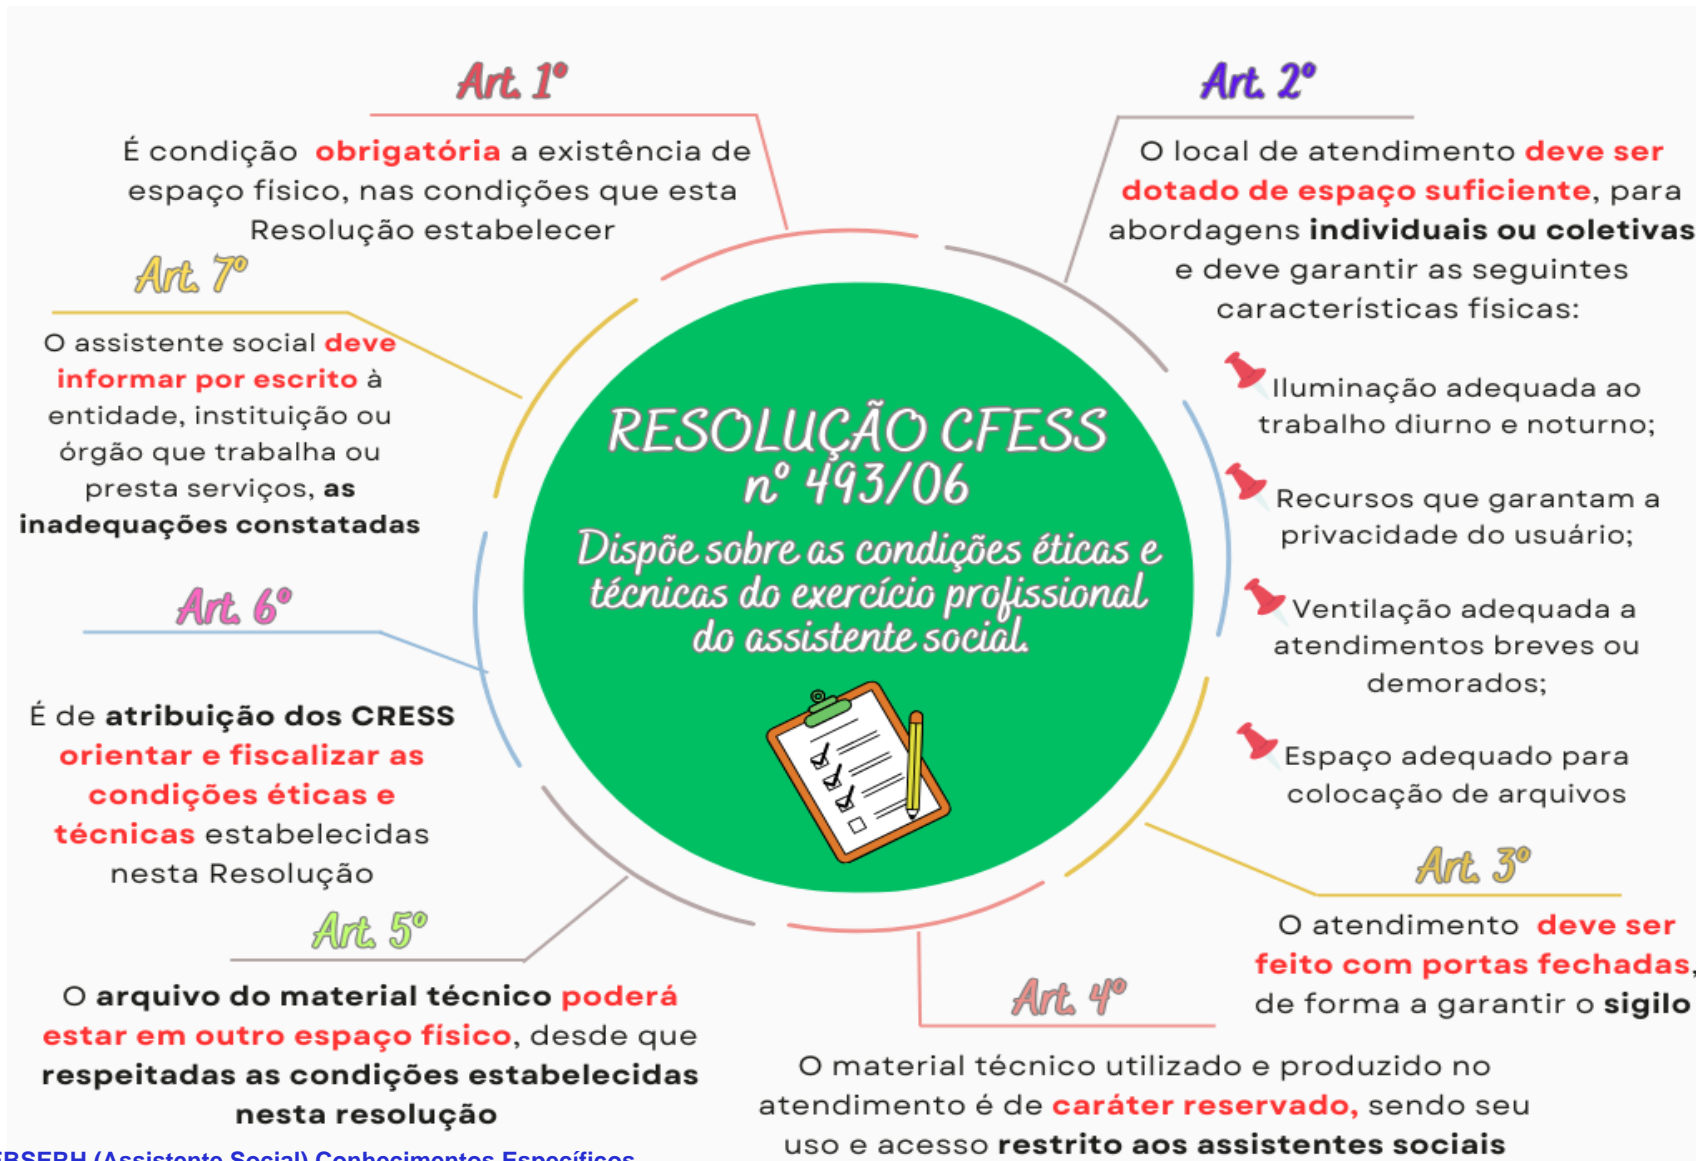 Art. 1º
É condição obrigatória a existência de
espaço físico, nas condições que esta
Resolução estabelecer
Art. 2º
O local de atendimento deve ser
dotado de espaço suficiente, para
abordagens individuais ou coletivas
e deve garantir as seguintes
características físicas:
Iluminação adequada ao
trabalho diurno e noturno;
Recursos que garantam a
privacidade do usuário;
Ventilação adequada a
atendimentos breves ou
demorados;
Espaço adequado para
colocação de arquivos
Art. 7º
O assistente social deve
informar por escrito à
entidade, instituição ou
órgão que trabalha ou
presta serviços, as
inadequações constatadas
RESOLUÇÃO CFESS
nº 493/06
Dispõe sobre as condições éticas e
técnicas do exercício profissional
do assistente social.
Art. 6º
É de atribuição dos CRESS
orientar e fiscalizar as
condições éticas e
técnicas estabelecidas
nesta Resolução
Art. 3º
O atendimento deve ser
feito com portas fechadas,
de forma a garantir o sigilo
Art. 5º
O arquivo do material técnico poderá
estar em outro espaço físico, desde que
respeitadas as condições estabelecidas
nesta resolução
Art. 4º
O material técnico utilizado e produzido no
atendimento é de caráter reservado, sendo seu
uso e acesso restrito aos assistentes sociais
EBSERH (Assistente Social) Conhecimentos Específicos